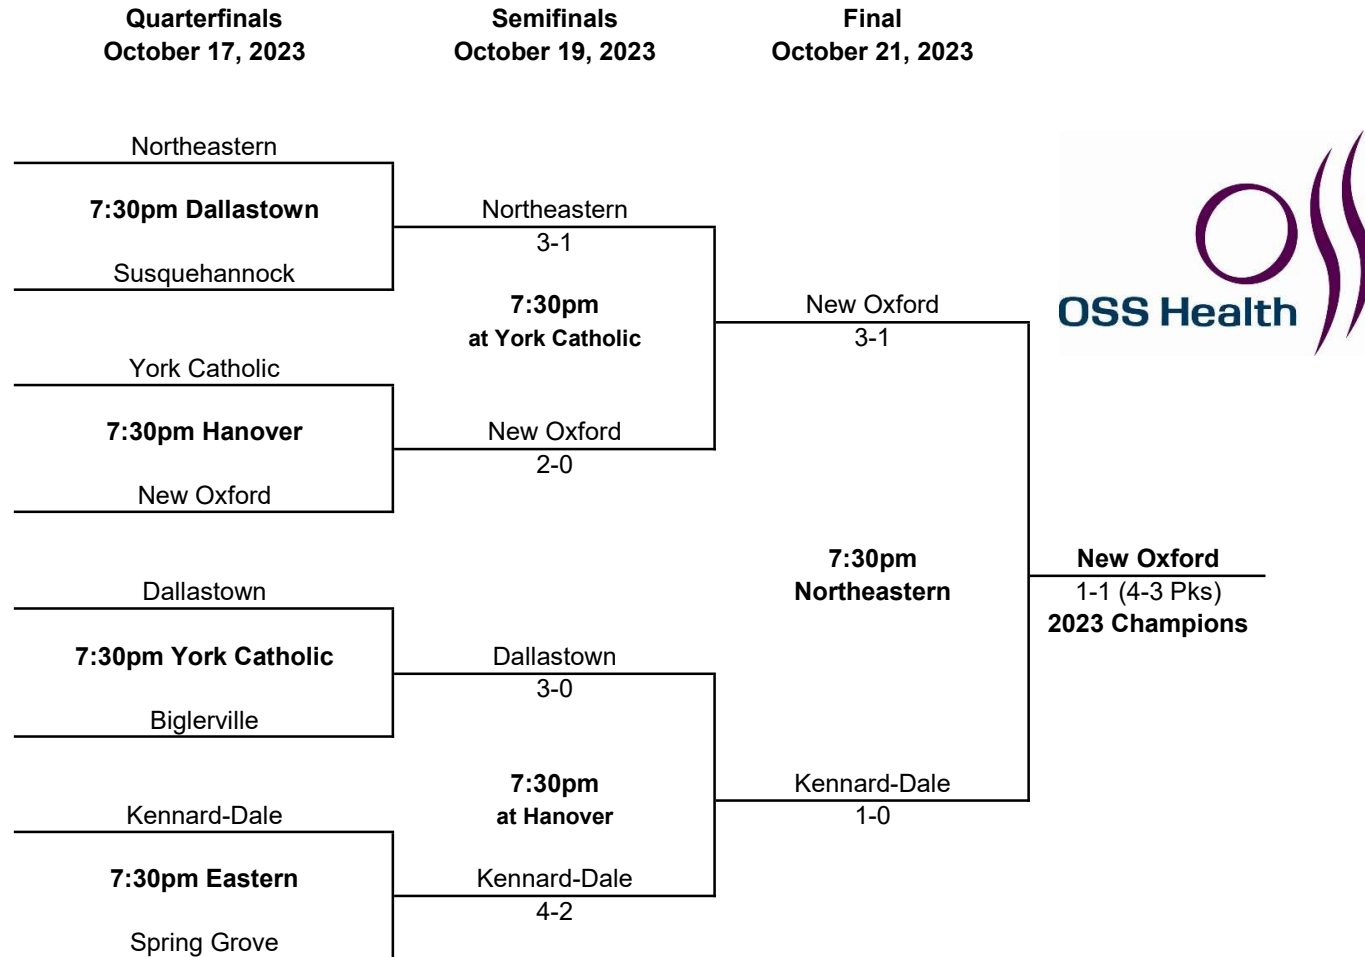 Quarterfinals
October 17, 2023
Semifinals
October 19, 2023
Final
October 21, 2023
Northeastern
7:30pm Dallastown
Susquehannock
York Catholic
7:30pm Hanover
New Oxford
Dallastown
7:30pm York Catholic
Biglerville
Kennard-Dale
7:30pm Eastern
Spring Grove
Northeastern
3-1
7:30pm
at York Catholic
New Oxford
2-0
Dallastown
3-0
7:30pm
at Hanover
Kennard-Dale
4-2
New Oxford
3-1
7:30pm
Northeastern
Kennard-Dale
1-0
OSS
OSS Health
New Oxford
1-1 (4-3 Pks)
2023 Champions